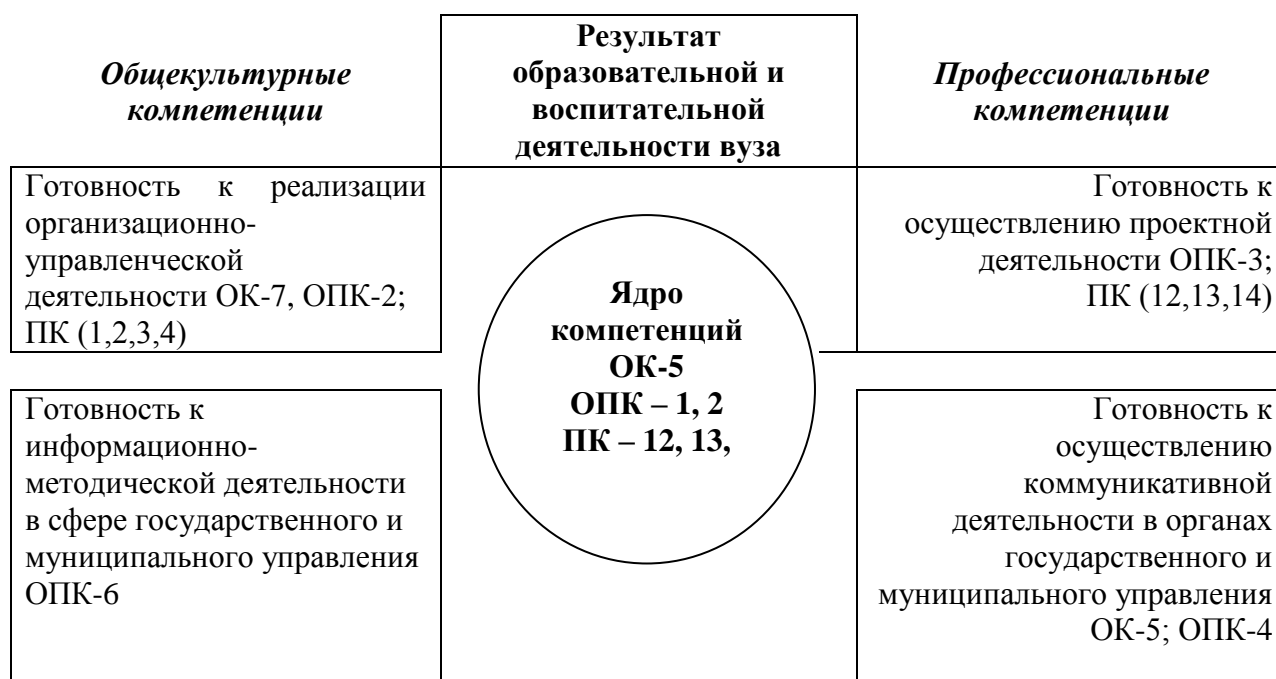 Общекультурные
компетенции
Результат
образовательной и
воспитательной
деятельности вуза
Профессиональные
компетенции
Готовность к реализации
организационно-
управленческой
деятельности ОК-7, ОПК-2;
ПК (1,2,3,4)
Ядро
компетенций
ОК-5
ОПК – 1, 2
ПК – 12, 13,
Готовность к
осуществлению проектной
деятельности ОПК-3;
ПК (12,13,14)
Готовность к
информационно-
методической деятельности
в сфере государственного и
муниципального управления
ОПК-6
Готовность к
осуществлению
коммуникативной
деятельности в органах
государственного и
муниципального управления
ОК-5; ОПК-4